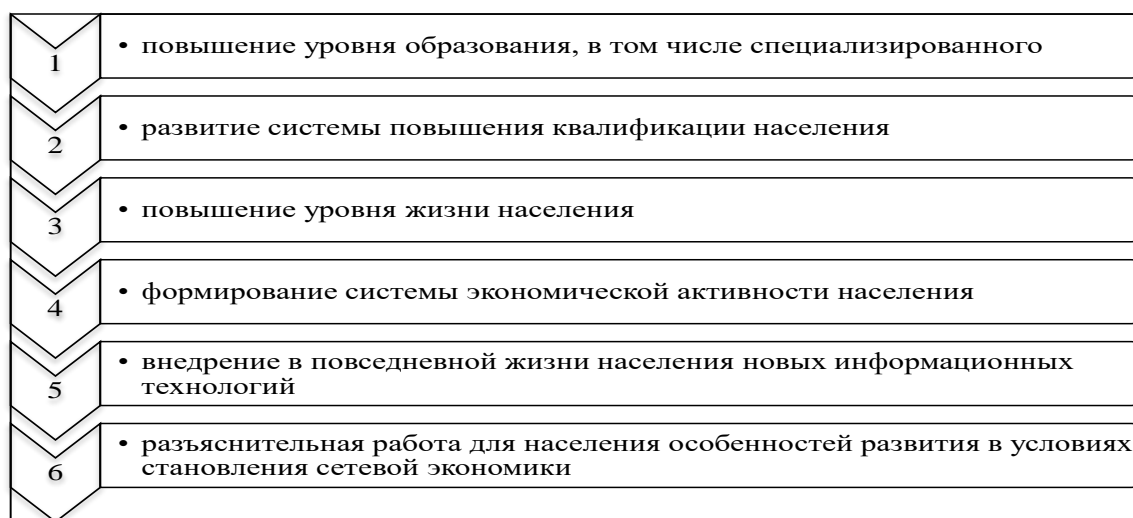 1
• повышение уровня образования, в том числе специализированного
2
• развитие системы повышения квалификации населения
3
• повышение уровня жизни населения
4
• формирование системы экономической активности населения
5
• внедрение в повседневной жизни населения новых информационных
технологий
6
• разъяснительная работа для населения особенностей развития в условиях
становления сетевой экономики